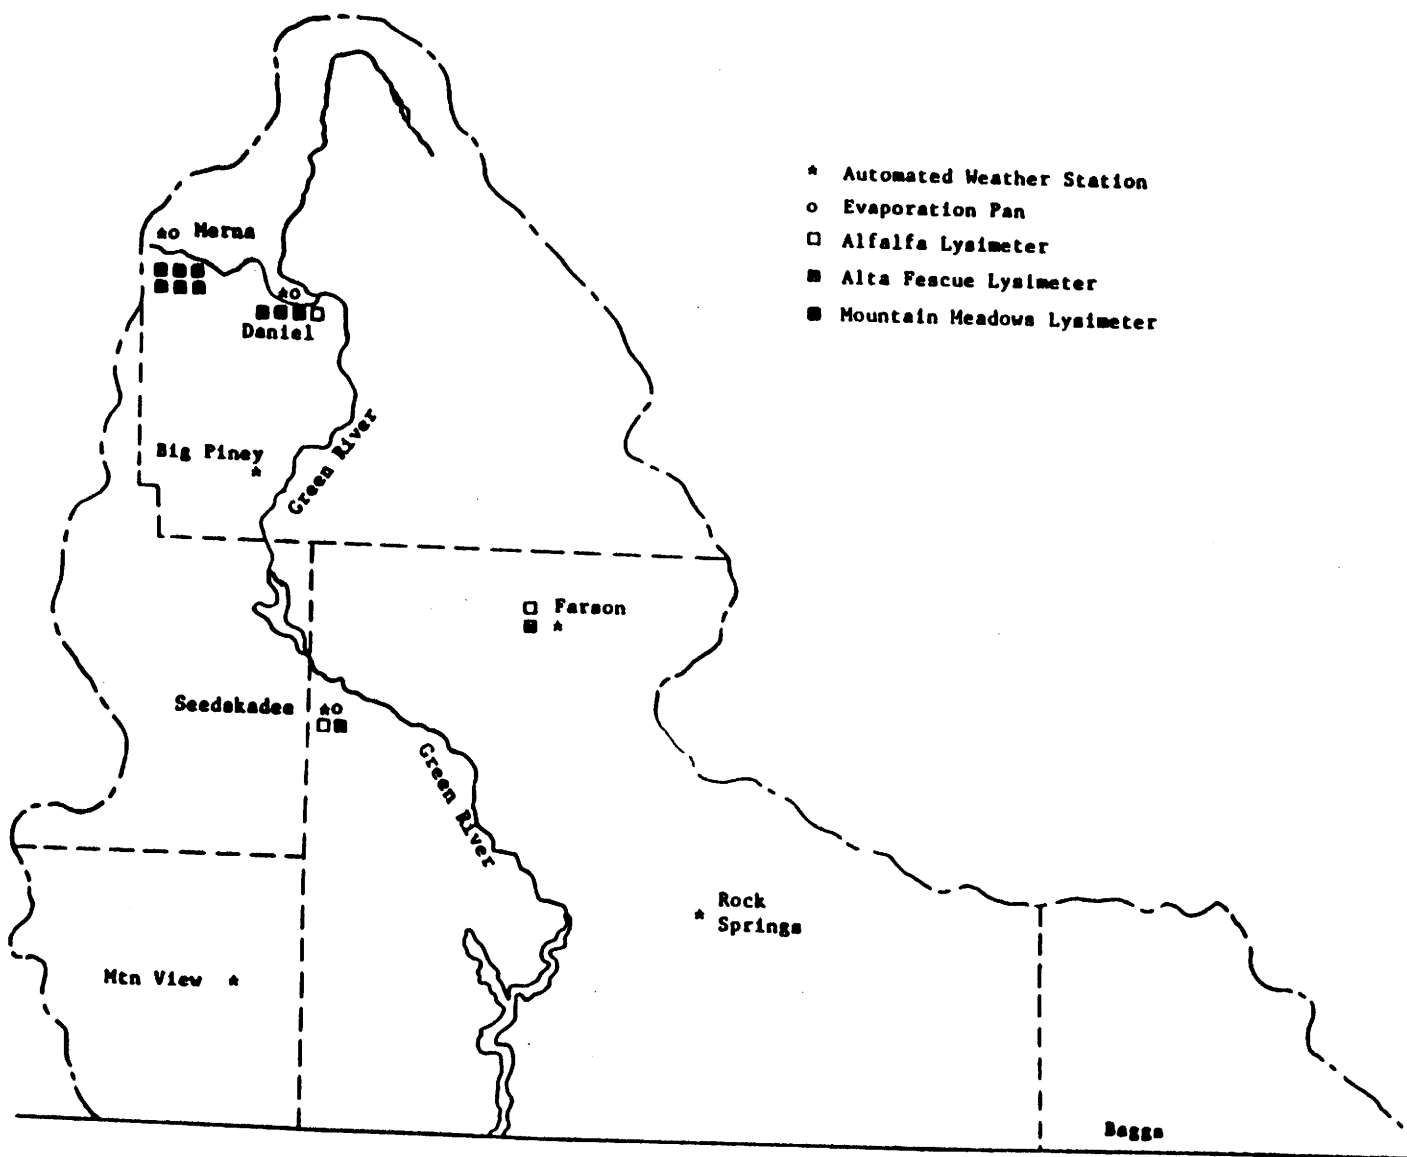 * Automated Weather Station
o Evaporation Pan
□ Alfalfa Lysimeter
■ Alta Fescue Lysimeter
■ Mountain Meadows Lysimeter
*o Merna
*o
Daniel
Big Piney
*
Green River
Farson
*
Seedskadee *o
Green River
Rock
* Springs
Mtn View *
Baggs